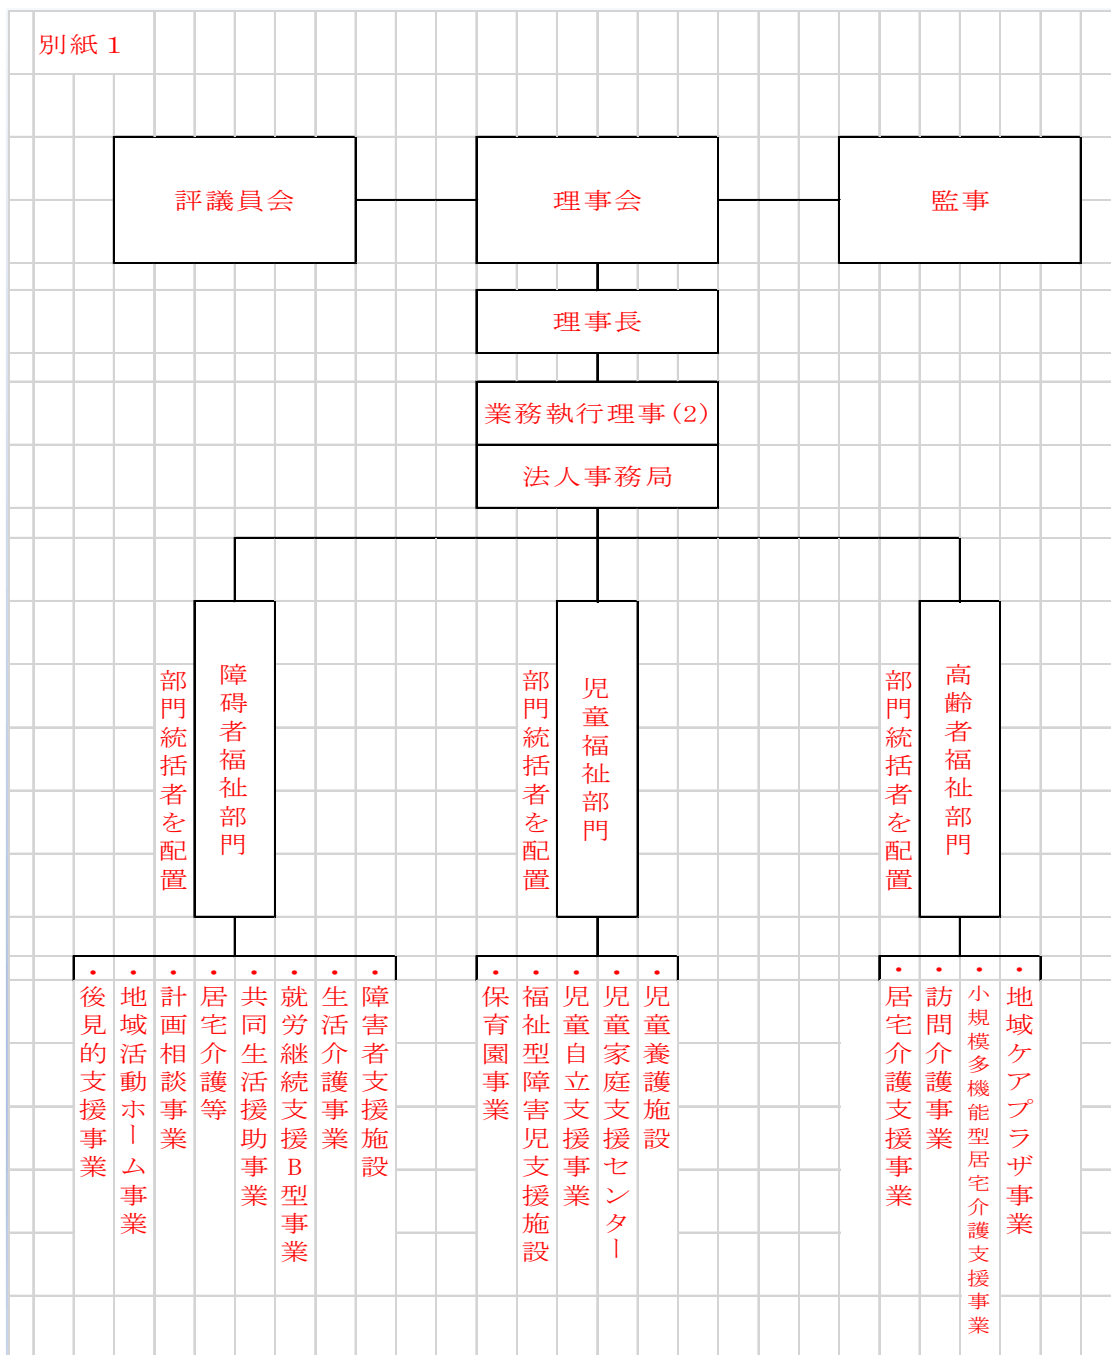 別紙１
評議員会
理事会
監事
理事長
業務執行理事(2)
法人事務局
障碍者福祉部門
部門統括者を配置
児童福祉部門
部門統括者を配置
高齢者福祉部門
部門統括者を配置
・障害者支援施設
・生活介護事業
・就労継続支援B型事業
・共同生活援助事業
・居宅介護等
・計画相談事業
・地域活動ホーム事業
・後見的支援事業
・児童養護施設
・児童家庭支援センター
・児童自立支援事業
・福祉型障害児支援施設
・保育園事業
・地域ケアプラザ事業
・小規模多機能型居宅介護支援事業
・訪問介護事業
・居宅介護支援事業